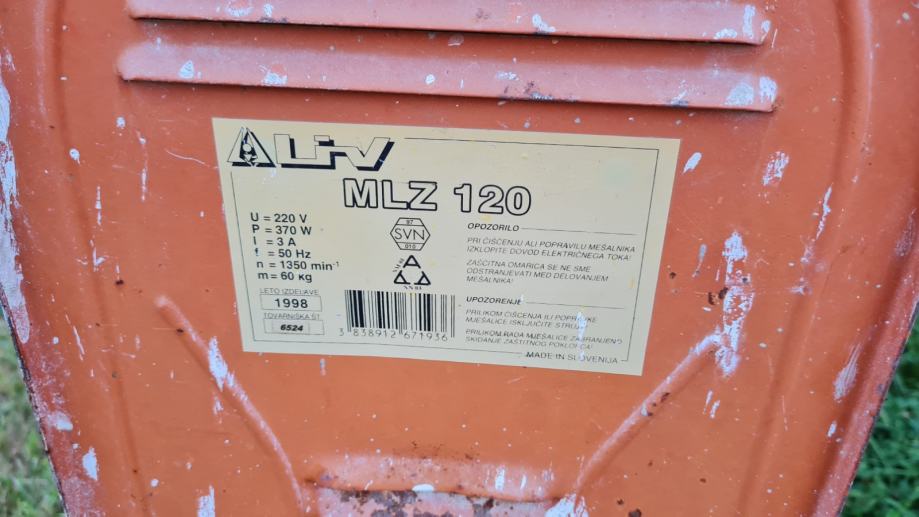 LIV
MLZ 120
U = 220 V
P = 370 W
I = 3 A
f = 50 Hz
n = 1350 min⁻¹
m = 60 kg
LETO IZDELAVE
1998
TOVARNIŠKA ŠT.
6524
97
SVN
010
3 838912 671936
OPOZORILO
PRI ČIŠČENJU ALI POPRAVILU MEŠALNIKA
IZKLOPITE DOVOD ELEKTRIČNEGA TOKA!
ZAŠČITNA OMARICA SE NE SME
ODSTRANJEVATI MED DELOVANJEM
MEŠALNIKA!
UPOZORENJE
PRILIKOM ČIŠĆENJA ILI POPRAVKE
MJEŠALICE ISKLJUČITE STRUJU!
PRILIKOM RADA MJEŠALICE ZABRANJENO
SKIDANJE ZAŠTITNOG POKLOPCA!
MADE IN SLOVENIJA